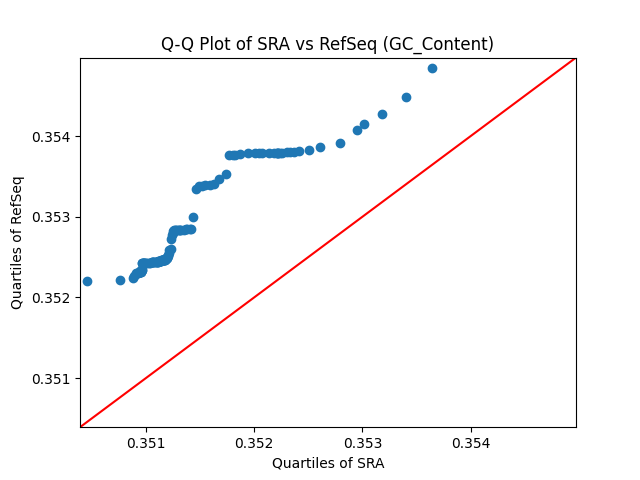 Q-Q Plot of SRA vs RefSeq (GC_Content)
0.354
0.353
0.352
0.351
Quartiles of RefSeq
0.351 0.352 0.353 0.354
Quartiles of SRA